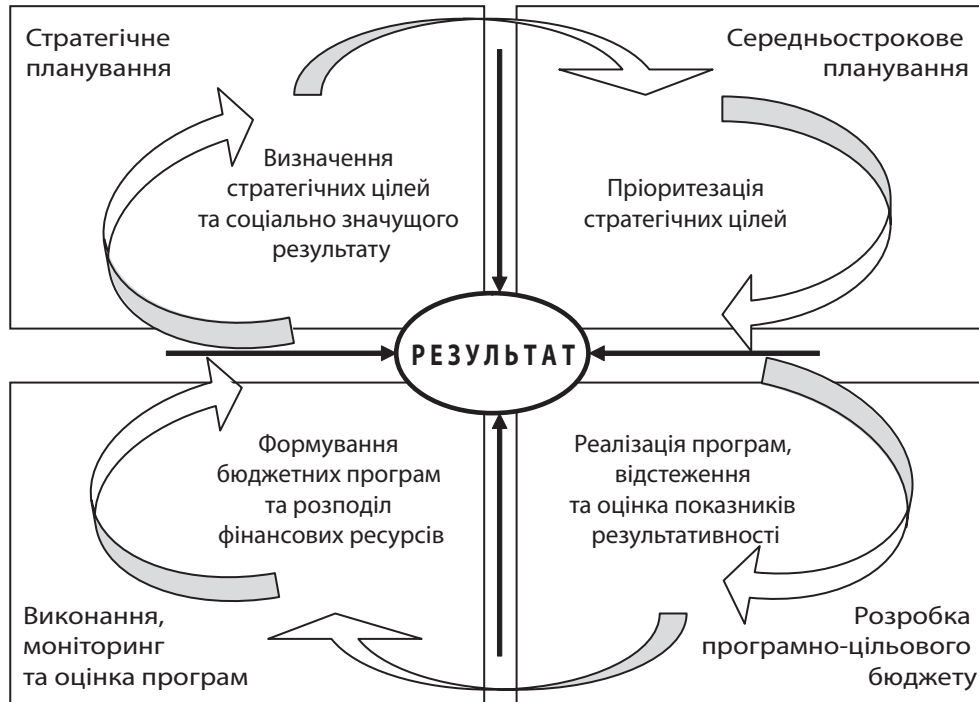 Стратегічне
планування
Середньострокове
планування
Визначення
стратегічних цілей
та соціально значущого
результату
Пріоритезація
стратегічних цілей
РЕЗУЛЬТАТ
Формування
бюджетних програм
та розподіл
фінансових ресурсів
Реалізація програм,
відстеження
та оцінка показників
результативності
Виконання,
моніторинг
та оцінка програм
Розробка
програмно-цільового
бюджету